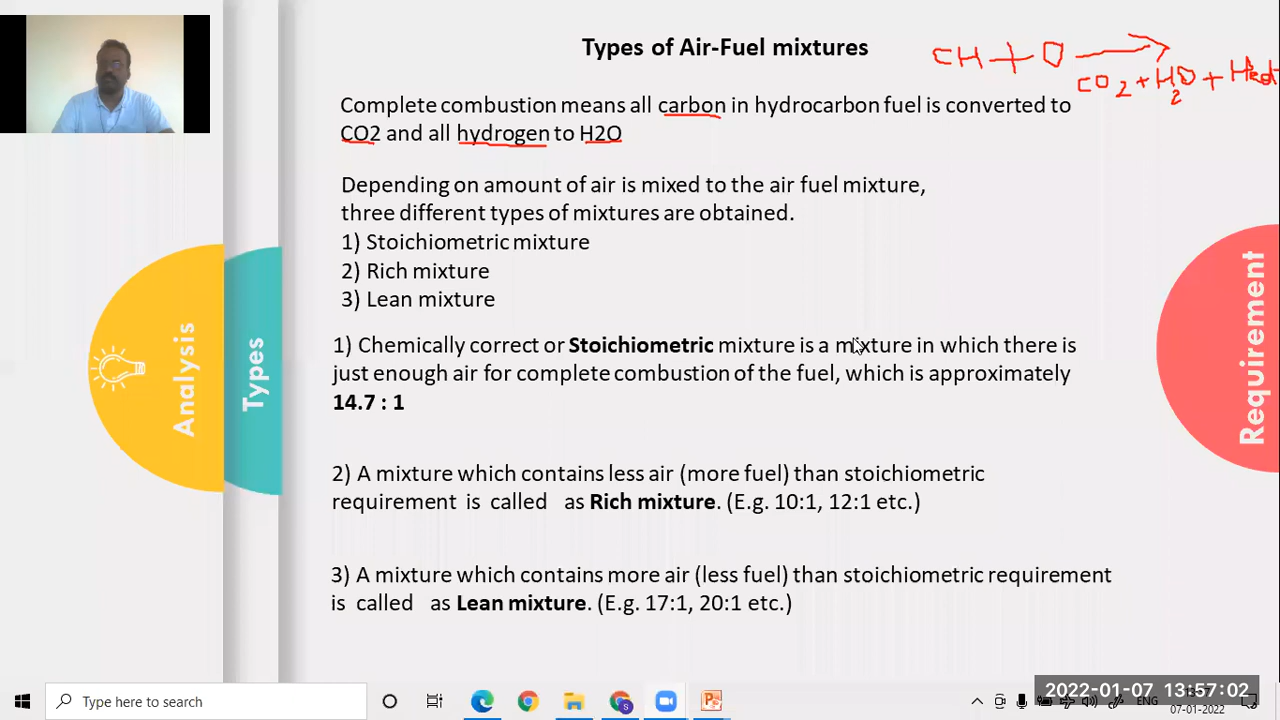 Types of Air-Fuel mixtures
CH + O →
CO2 + H2O + Heat
Complete combustion means all carbon in hydrocarbon fuel is converted to
CO2 and all hydrogen to H2O
Depending on amount of air is mixed to the air fuel mixture,
three different types of mixtures are obtained.
1) Stoichiometric mixture
2) Rich mixture
3) Lean mixture
1) Chemically correct or Stoichiometric mixture is a mixture in which there is
just enough air for complete combustion of the fuel, which is approximately
14.7 : 1
2) A mixture which contains less air (more fuel) than stoichiometric
requirement is called as Rich mixture. (E.g. 10:1, 12:1 etc.)
3) A mixture which contains more air (less fuel) than stoichiometric requirement
is called as Lean mixture. (E.g. 17:1, 20:1 etc.)
Analysis
Types
Requirement
Type here to search
2022-01-07 13:57:02
ENG
07-01-2022